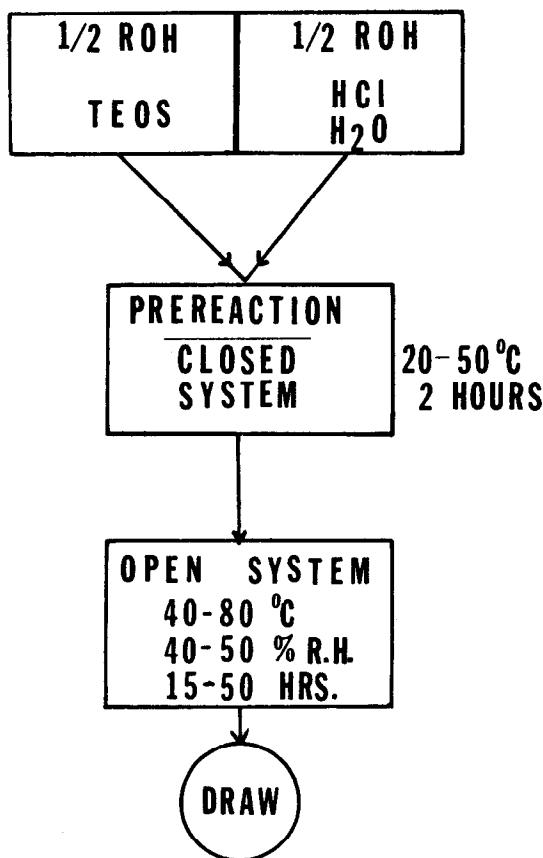 1/2 ROH
TEOS
1/2 ROH
HCl
H2O
PREREACTION
CLOSED
SYSTEM
20-50°C
2 HOURS
OPEN SYSTEM
40-80 °C
40-50 % R.H.
15-50 HRS.
DRAW